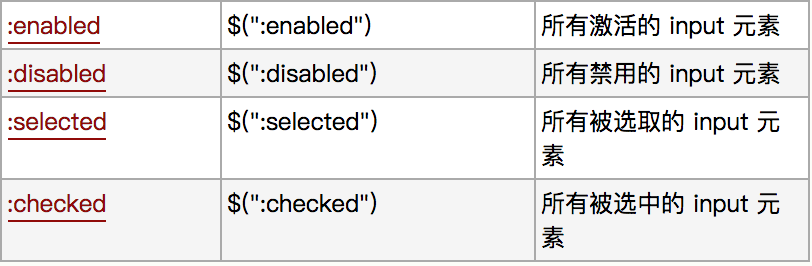 :enabled $(":enabled") 所有激活的 input 元素
:disabled $(":disabled") 所有禁用的 input 元素
:selected $(":selected") 所有被选取的 input 元
素
:checked $(":checked") 所有被选中的 input 元
素